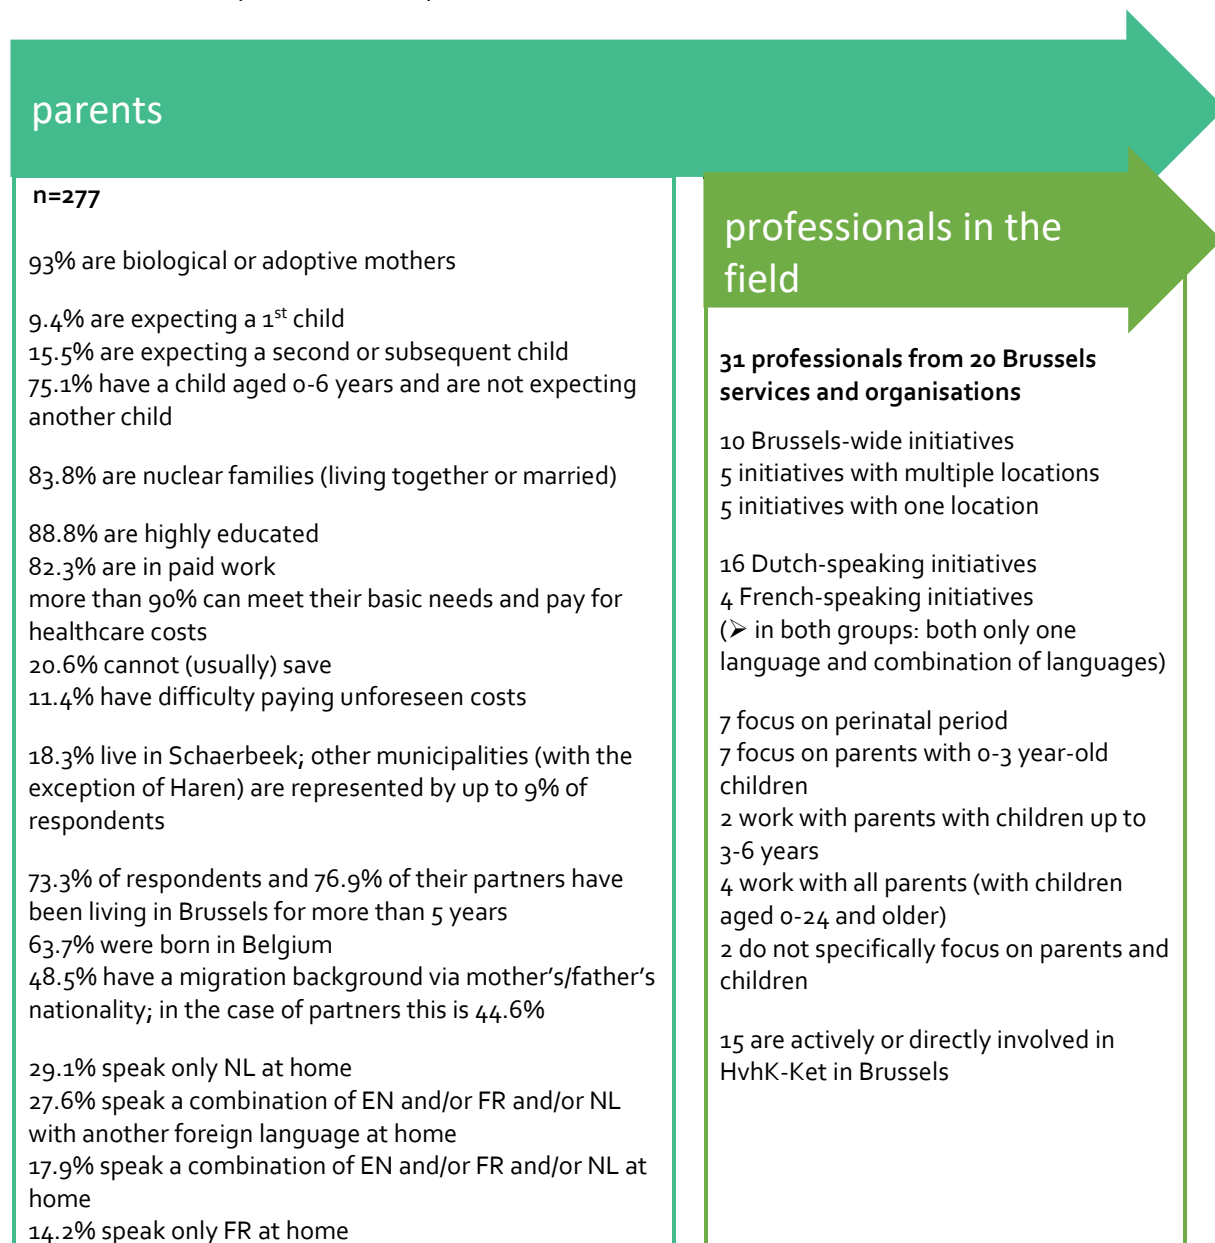 parents
n=277
93% are biological or adoptive mothers
9.4% are expecting a 1st child
15.5% are expecting a second or subsequent child
75.1% have a child aged 0-6 years and are not expecting
another child
83.8% are nuclear families (living together or married)
88.8% are highly educated
82.3% are in paid work
more than 90% can meet their basic needs and pay for
healthcare costs
20.6% cannot (usually) save
11.4% have difficulty paying unforeseen costs
18.3% live in Schaerbeek; other municipalities (with the
exception of Haren) are represented by up to 9% of
respondents
73.3% of respondents and 76.9% of their partners have
been living in Brussels for more than 5 years
63.7% were born in Belgium
48.5% have a migration background via mother's/father's
nationality; in the case of partners this is 44.6%
29.1% speak only NL at home
27.6% speak a combination of EN and/or FR and/or NL
with another foreign language at home
17.9% speak a combination of EN and/or FR and/or NL at
home
14.2% speak only FR at home
professionals in the
field
31 professionals from 20 Brussels
services and organisations
10 Brussels-wide initiatives
5 initiatives with multiple locations
5 initiatives with one location
16 Dutch-speaking initiatives
4 French-speaking initiatives
(➢ in both groups: both only one
language and combination of languages)
7 focus on perinatal period
7 focus on parents with 0-3 year-old
children
2 work with parents with children up to
3-6 years
4 work with all parents (with children
aged 0-24 and older)
2 do not specifically focus on parents and
children
15 are actively or directly involved in
HvhK-Ket in Brussels